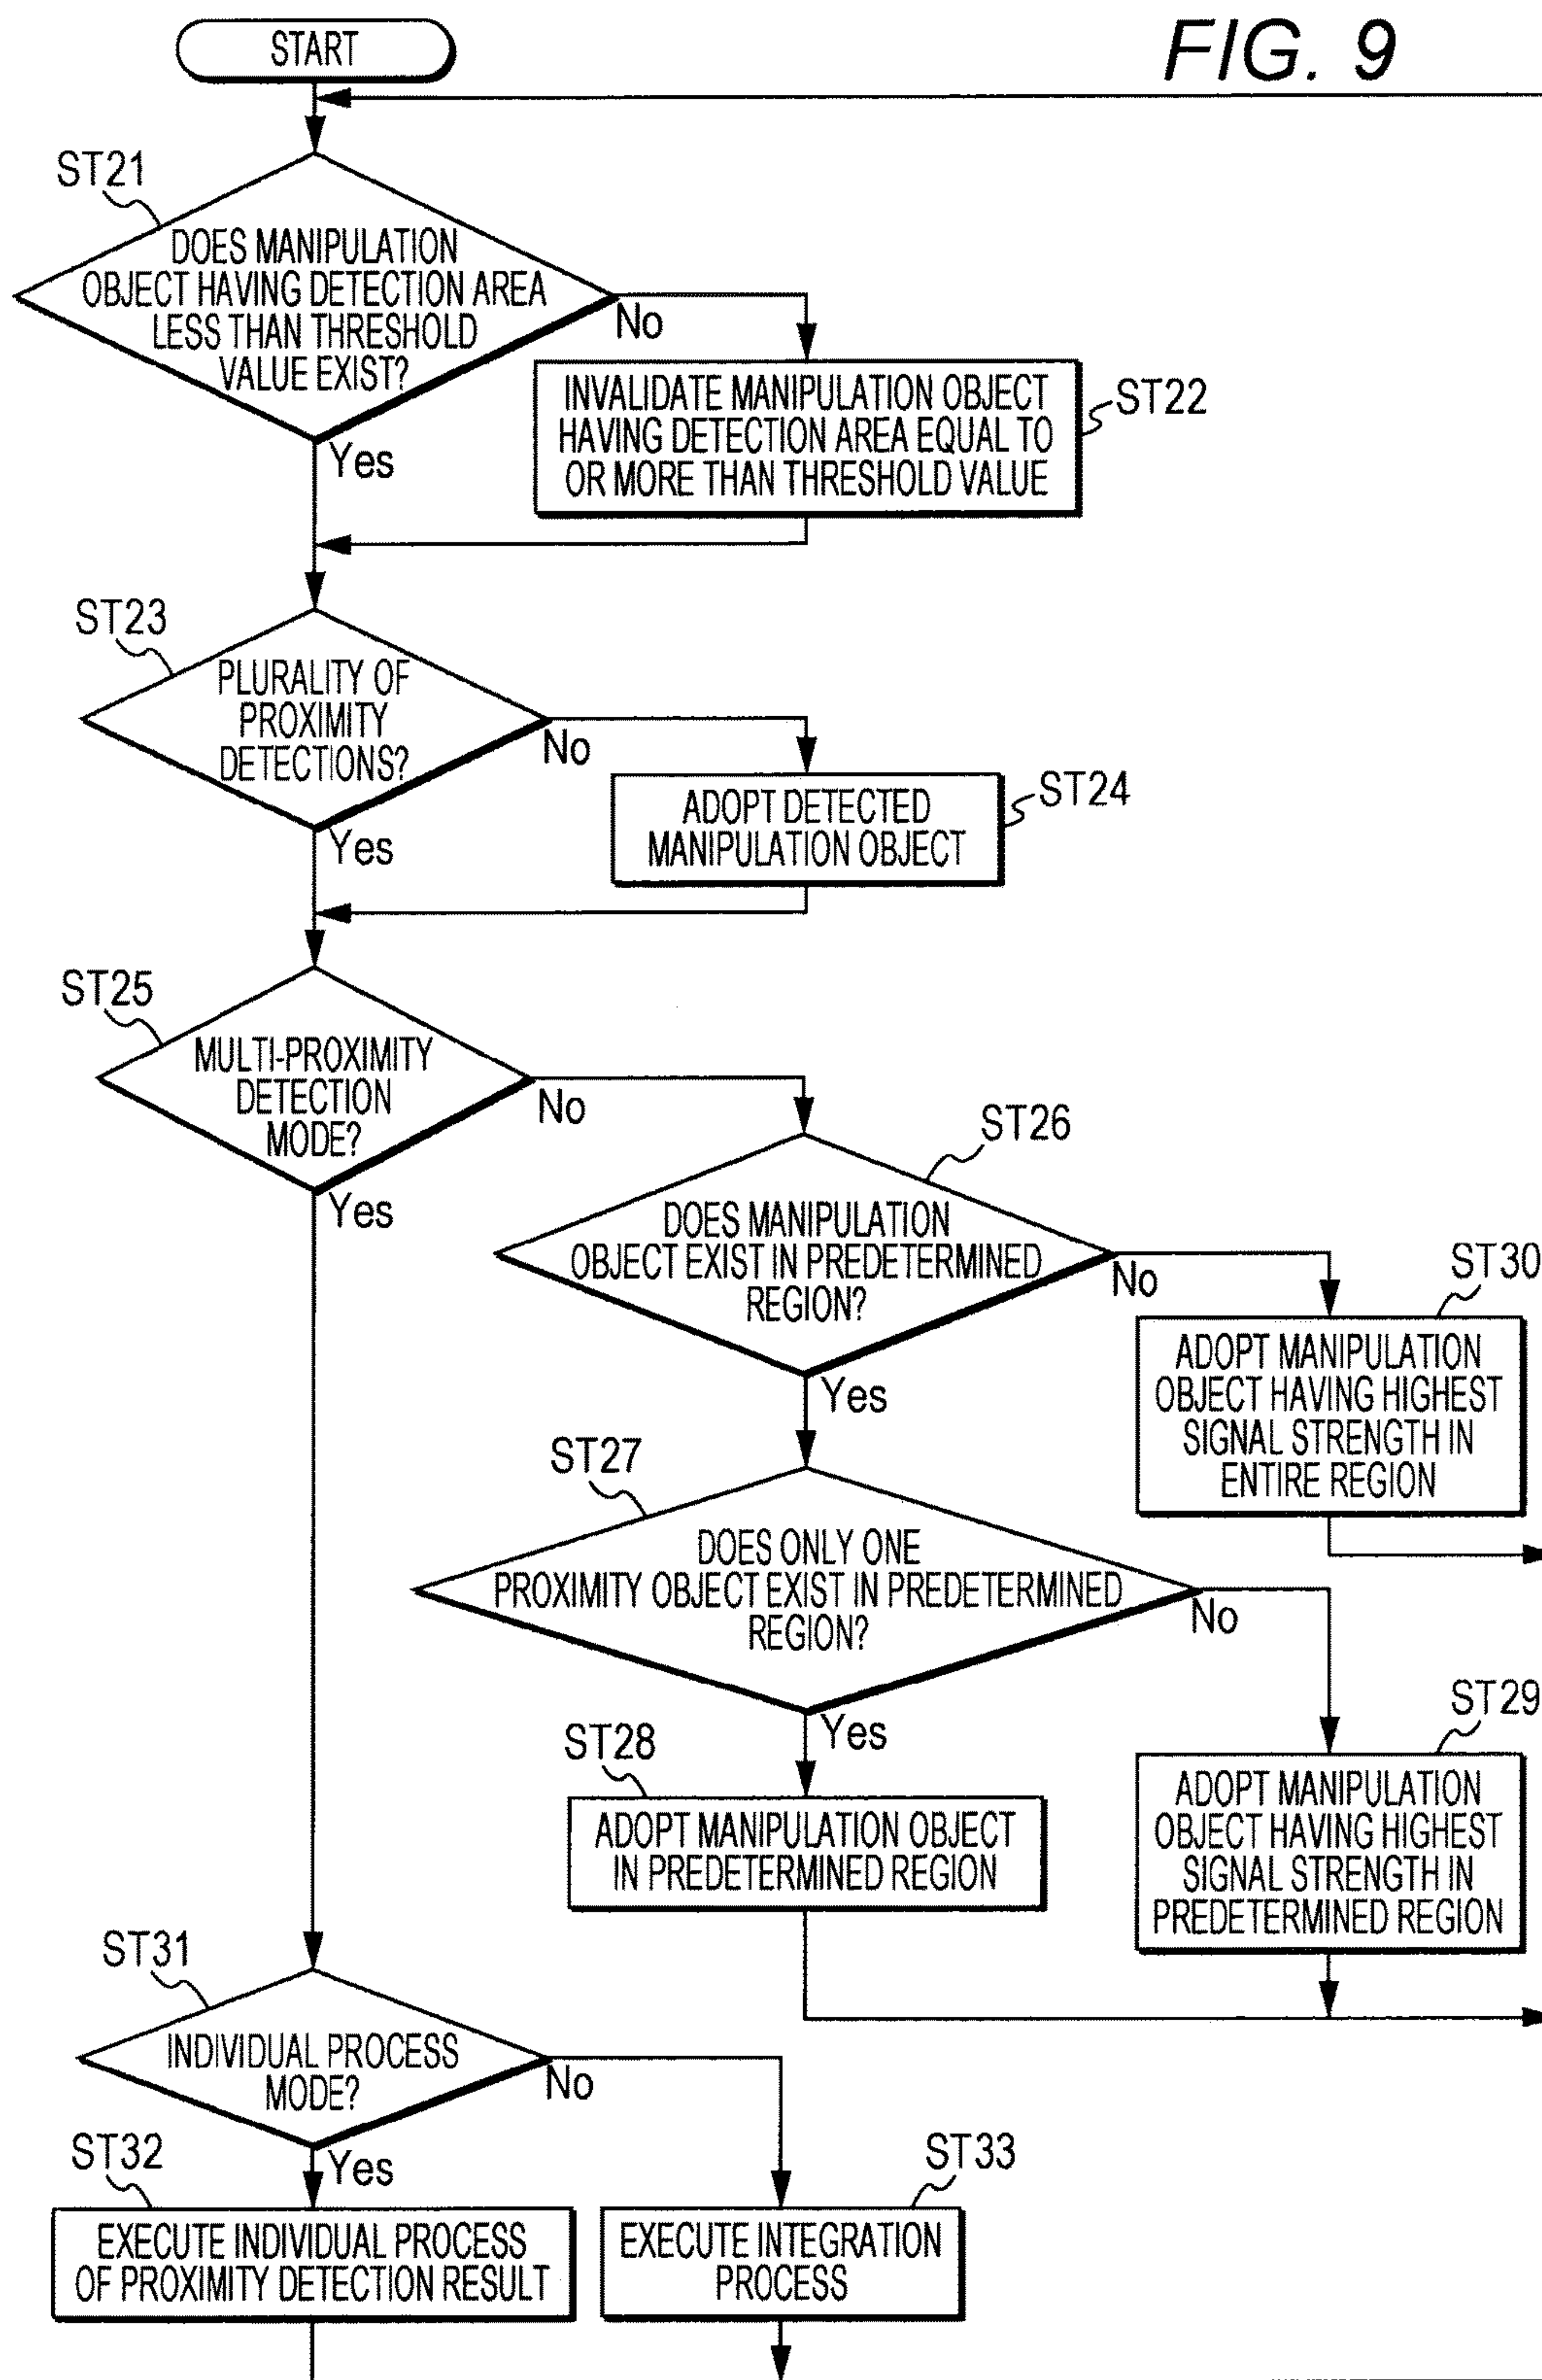 START
FIG. 9
ST21
DOES MANIPULATION
OBJECT HAVING DETECTION AREA
LESS THAN THRESHOLD
VALUE EXIST?
No
Yes
INVALIDATE MANIPULATION OBJECT
HAVING DETECTION AREA EQUAL TO
OR MORE THAN THRESHOLD VALUE
ST22
ST23
PLURALITY OF
PROXIMITY
DETECTIONS?
No
Yes
ADOPT DETECTED
MANIPULATION OBJECT
ST24
ST25
MULTI-PROXIMITY
DETECTION
MODE?
No
Yes
ST26
DOES MANIPULATION
OBJECT EXIST IN PREDETERMINED
REGION?
No
Yes
ST30
ADOPT MANIPULATION
OBJECT HAVING HIGHEST
SIGNAL STRENGTH IN
ENTIRE REGION
ST27
DOES ONLY ONE
PROXIMITY OBJECT EXIST IN PREDETERMINED
REGION?
No
Yes
ST28
ADOPT MANIPULATION OBJECT
IN PREDETERMINED REGION
ST29
ADOPT MANIPULATION
OBJECT HAVING HIGHEST
SIGNAL STRENGTH IN
PREDETERMINED REGION
ST31
INDIVIDUAL PROCESS
MODE?
No
Yes
ST32
EXECUTE INDIVIDUAL PROCESS
OF PROXIMITY DETECTION RESULT
ST33
EXECUTE INTEGRATION
PROCESS